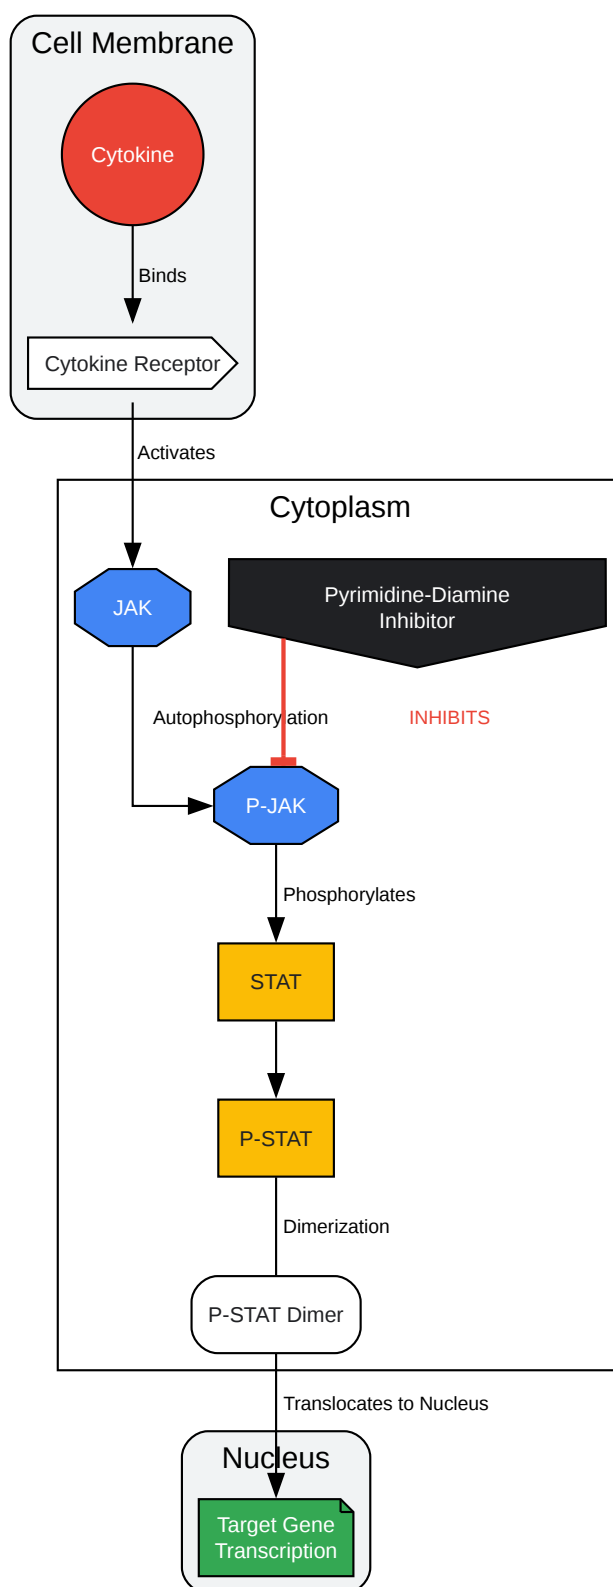 Cell Membrane
Cytokine
Binds
Cytokine Receptor
Activates
Cytoplasm
JAK
Pyrimidine-Diamine
Inhibitor
Autophosphorylation
INHIBITS
P-JAK
Phosphorylates
STAT
P-STAT
Dimerization
P-STAT Dimer
Translocates to Nucleus
Nucleus
Target Gene
Transcription